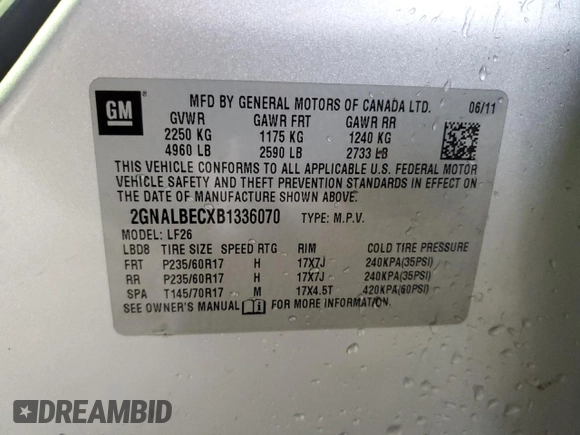 GM
MFD BY GENERAL MOTORS OF CANADA LTD. 06/11
GVWR GAWR FRT GAWR RR
2250 KG 1175 KG 1240 KG
4960 LB 2590 LB 2733 LB
THIS VEHICLE CONFORMS TO ALL APPLICABLE U.S. FEDERAL MOTOR
VEHICLE SAFETY AND THEFT PREVENTION STANDARDS IN EFFECT ON
THE DATE OF MANUFACTURE SHOWN ABOVE.
2GNALBECXB1336070 TYPE: M.P.V.
MODEL: LF26
LBD8 TIRE SIZE SPEED RTG RIM COLD TIRE PRESSURE
FRT P235/60R17 H 17X7J 240KPA(35PSI)
RR P235/60R17 H 17X7J 240KPA(35PSI)
SPA T145/70R17 M 17X4.5T 420KPA(60PSI)
SEE OWNER'S MANUAL FOR MORE INFORMATION.
DREAMBID